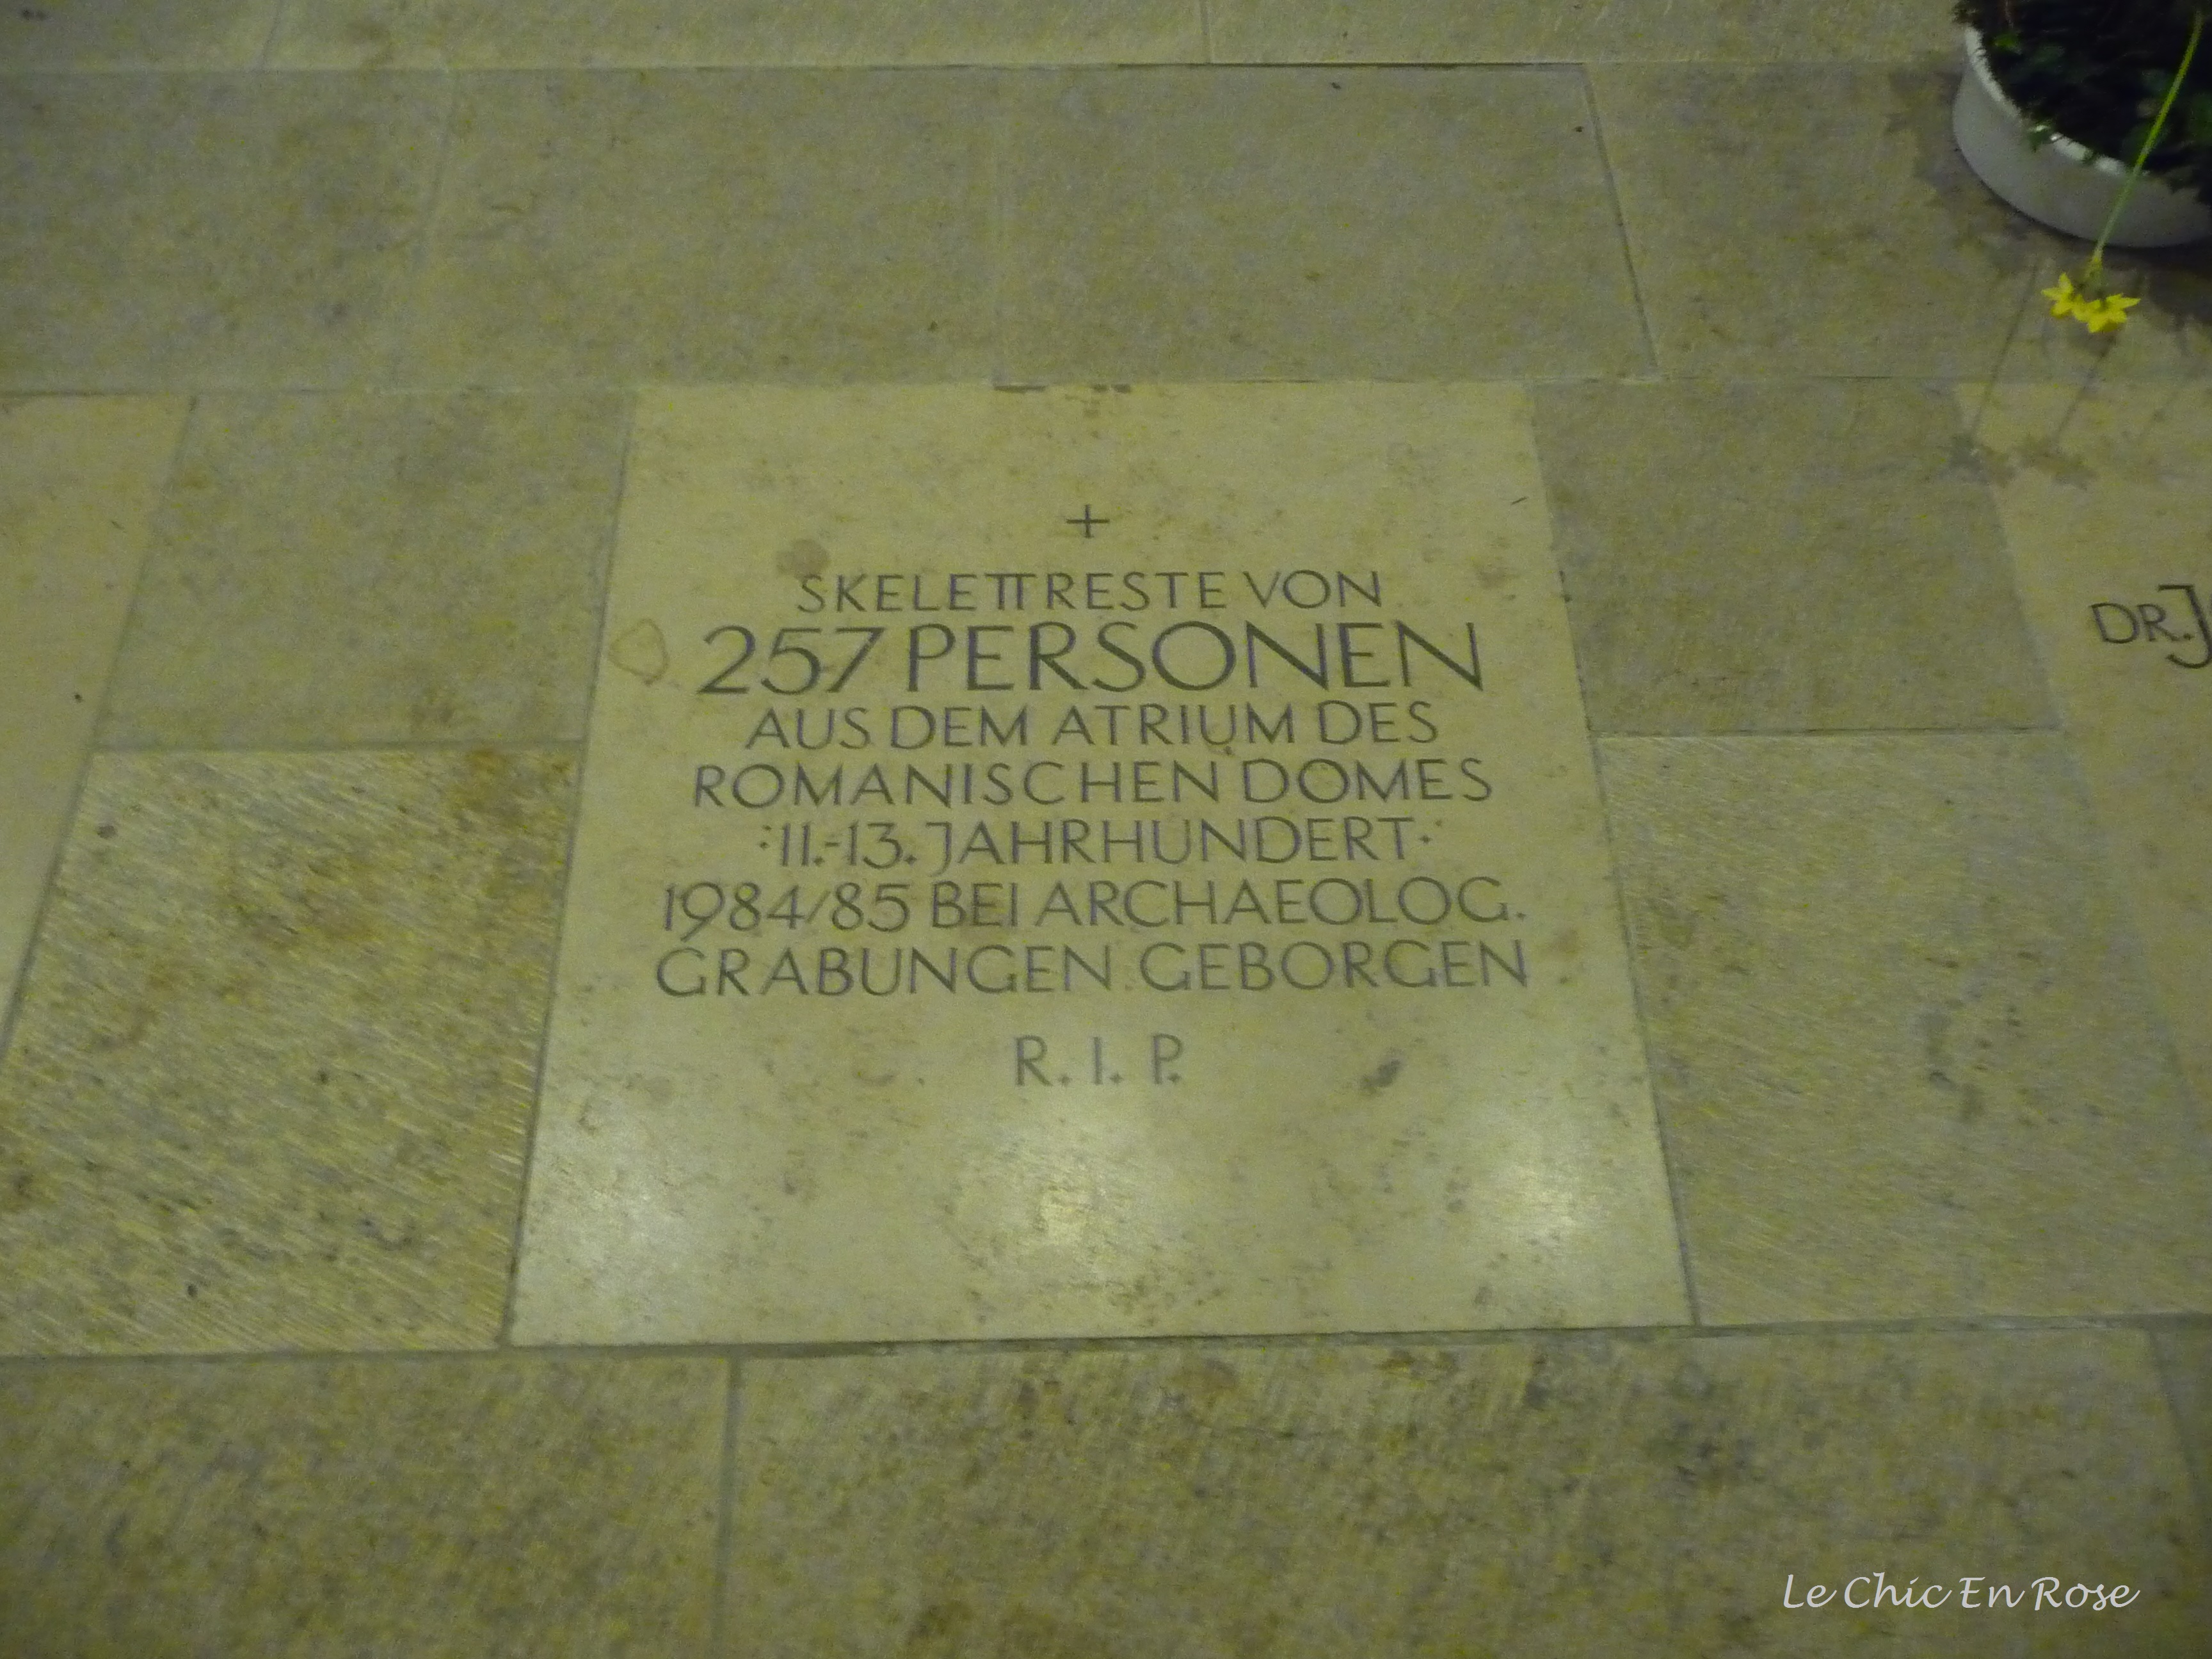 +
SKELETTRESTE VON
257 PERSONEN
AUS DEM ATRIUM DES
ROMANISCHEN DOMES
:11.-13. JAHRHUNDERT:
1984/85 BEI ARCHAEOLOG.
GRABUNGEN GEBORGEN
R. I. P.
DR. J
Le Chic En Rose